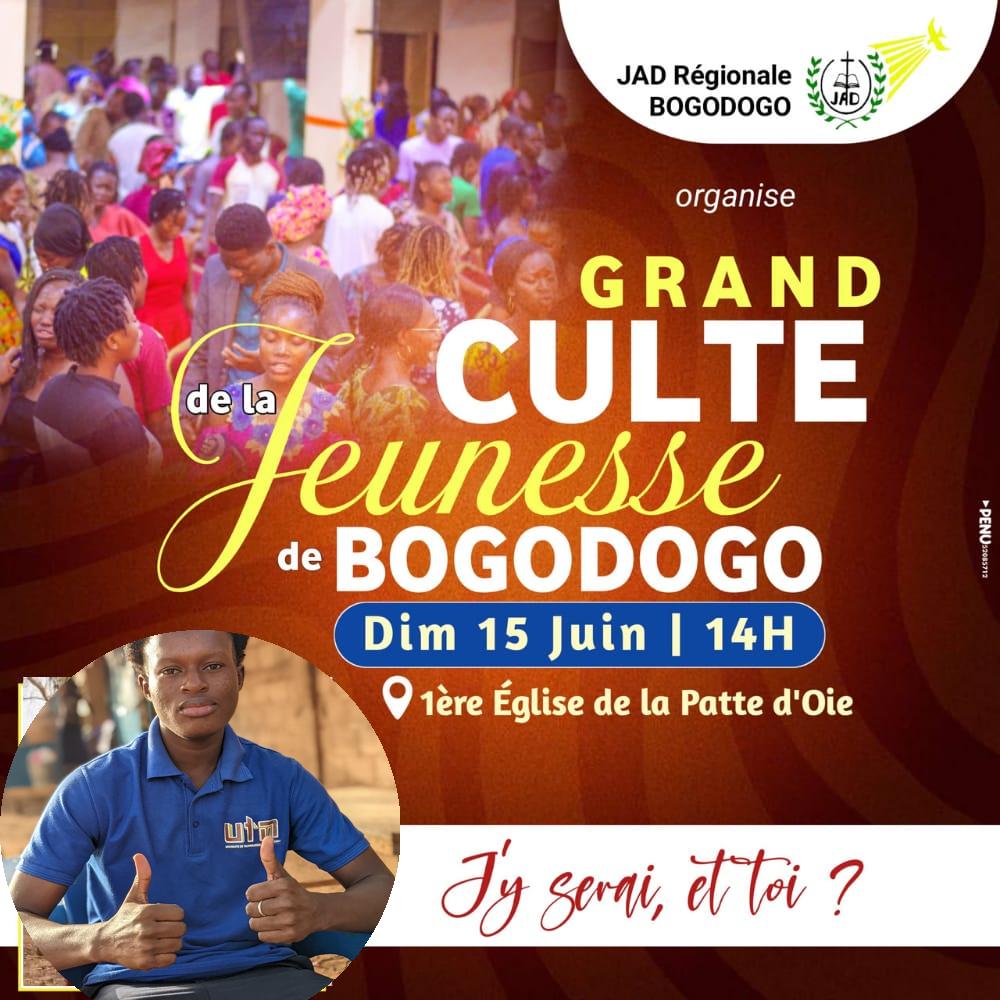 JAD Régionale
BOGODOGO
JAD
organise
GRAND
CULTE
de la
Jeunesse
de BOGODOGO
Dim 15 Juin | 14H
1ère Église de la Patte d'Oie
PENU
J'y serai, et toi ?